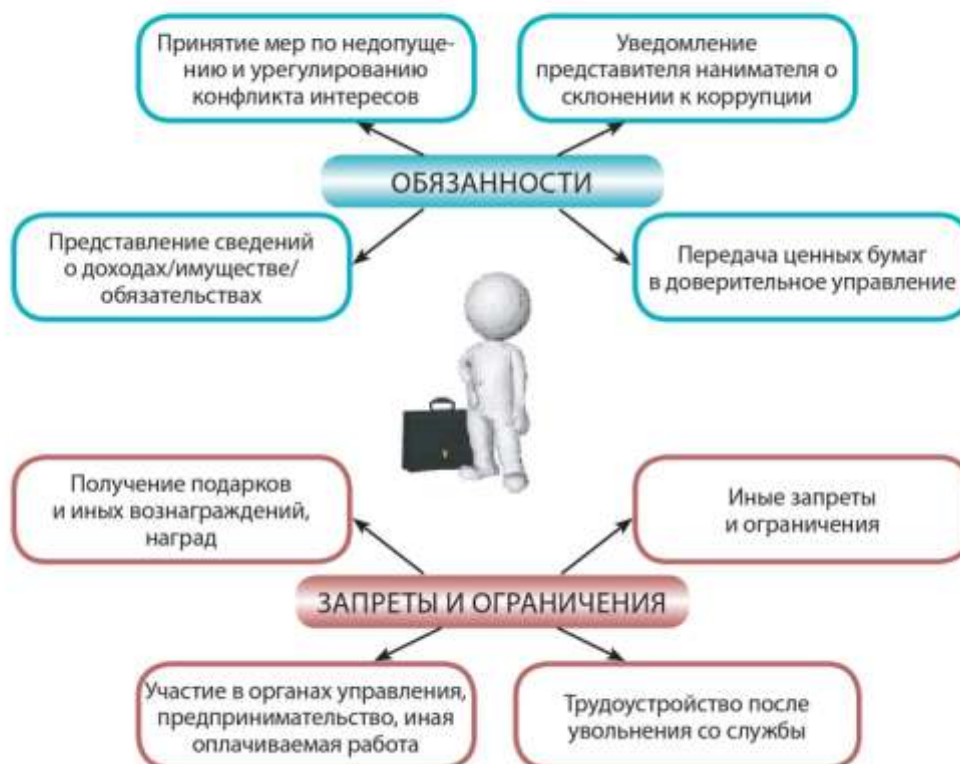 Принятие мер по недопуще-
нию и урегулированию
конфликта интересов
Уведомление
представителя нанимателя о
склонении к коррупции
ОБЯЗАННОСТИ
Представление сведений
о доходах/имуществе/
обязательствах
Передача ценных бумаг
в доверительное управление
Получение подарков
и иных вознаграждений,
наград
Иные запреты
и ограничения
ЗАПРЕТЫ И ОГРАНИЧЕНИЯ
Участие в органах управления,
предпринимательство, иная
оплачиваемая работа
Трудоустройство после
увольнения со службы